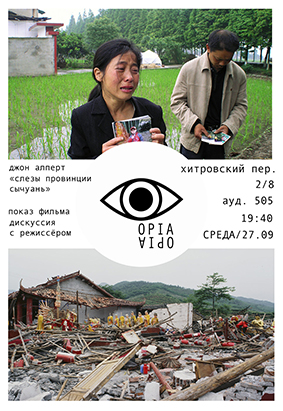 джон алперт
«слезы провинции
сычуань»
показ фильма
дискуссия
с режиссёром
OPIA
OPIA
хитровский пер.
2/8
ауд. 505
19:40
СРЕДА/27.09